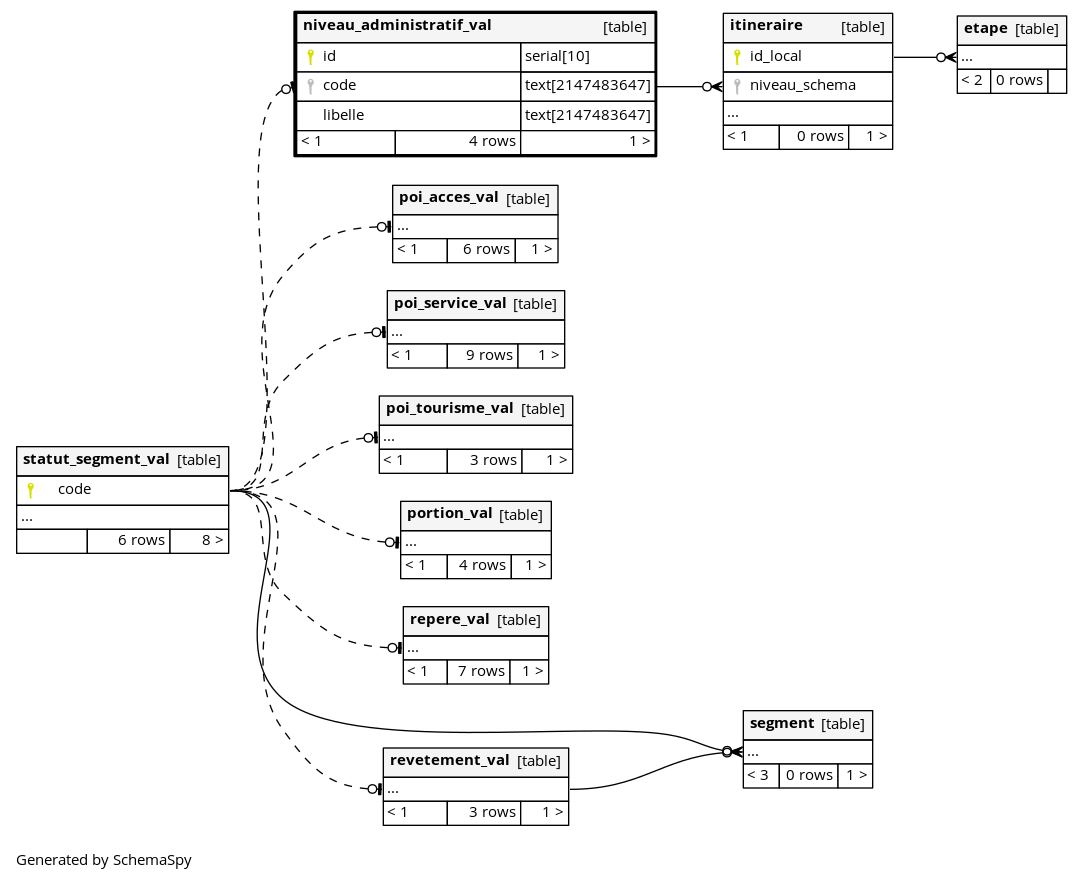 niveau_administratif_val [table]
id serial[10]
code text[2147483647]
libelle text[2147483647]
< 1 4 rows 1 >
itineraire [table]
id_local
niveau_schema
...
< 1 0 rows 1 >
etape [table]
...
< 2 0 rows
poi_acces_val [table]
...
< 1 6 rows 1 >
poi_service_val [table]
...
< 1 9 rows 1 >
poi_tourisme_val [table]
...
< 1 3 rows 1 >
statut_segment_val [table]
code
...
6 rows 8 >
portion_val [table]
...
< 1 4 rows 1 >
repere_val [table]
...
< 1 7 rows 1 >
segment [table]
...
< 3 0 rows 1 >
revetement_val [table]
...
< 1 3 rows 1 >
Generated by SchemaSpy